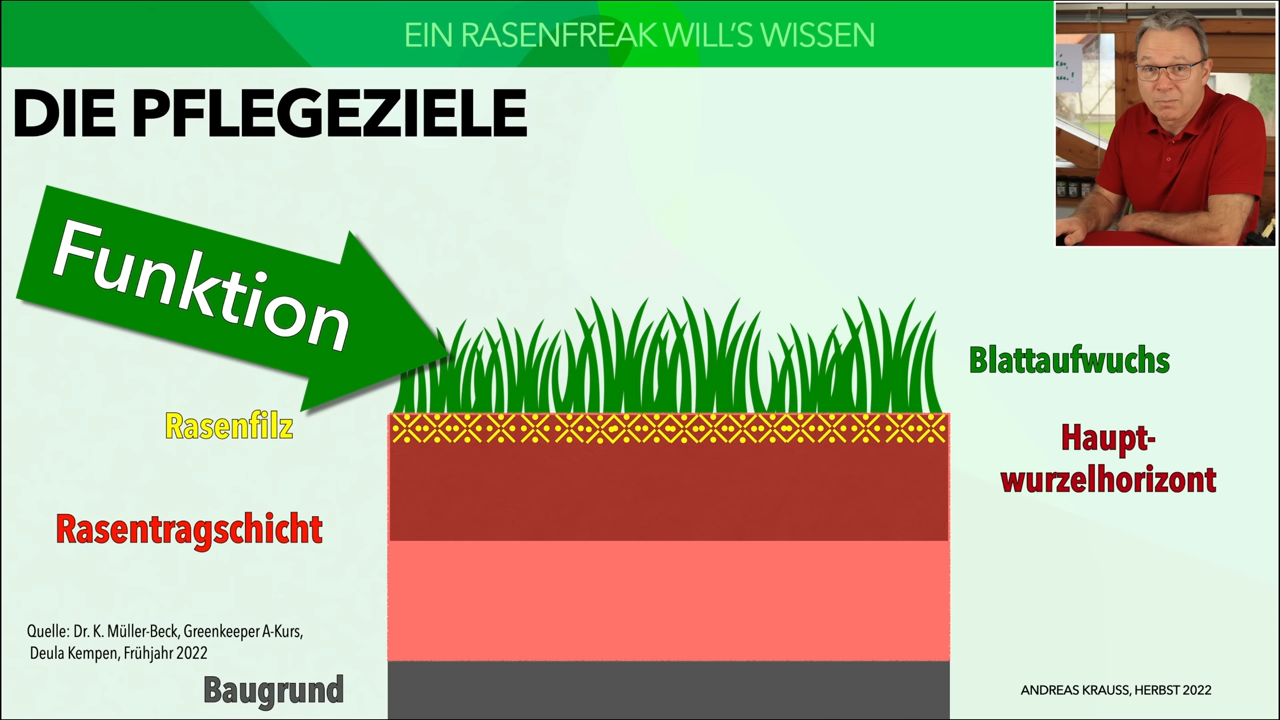 EIN RASENFREAK WILL'S WISSEN
DIE PFLEGEZIELE
Funktion
Blattaufwuchs
Rasenfilz
Haupt-
wurzelhorizont
Rasentragschicht
Quelle: Dr. K. Müller-Beck, Greenkeeper A-Kurs,
Deula Kempen, Frühjahr 2022
Baugrund
ANDREAS KRAUSS, HERBST 2022